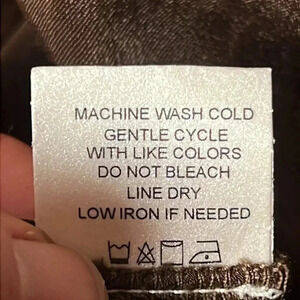 MACHINE WASH COLD
GENTLE CYCLE
WITH LIKE COLORS
DO NOT BLEACH
LINE DRY
LOW IRON IF NEEDED